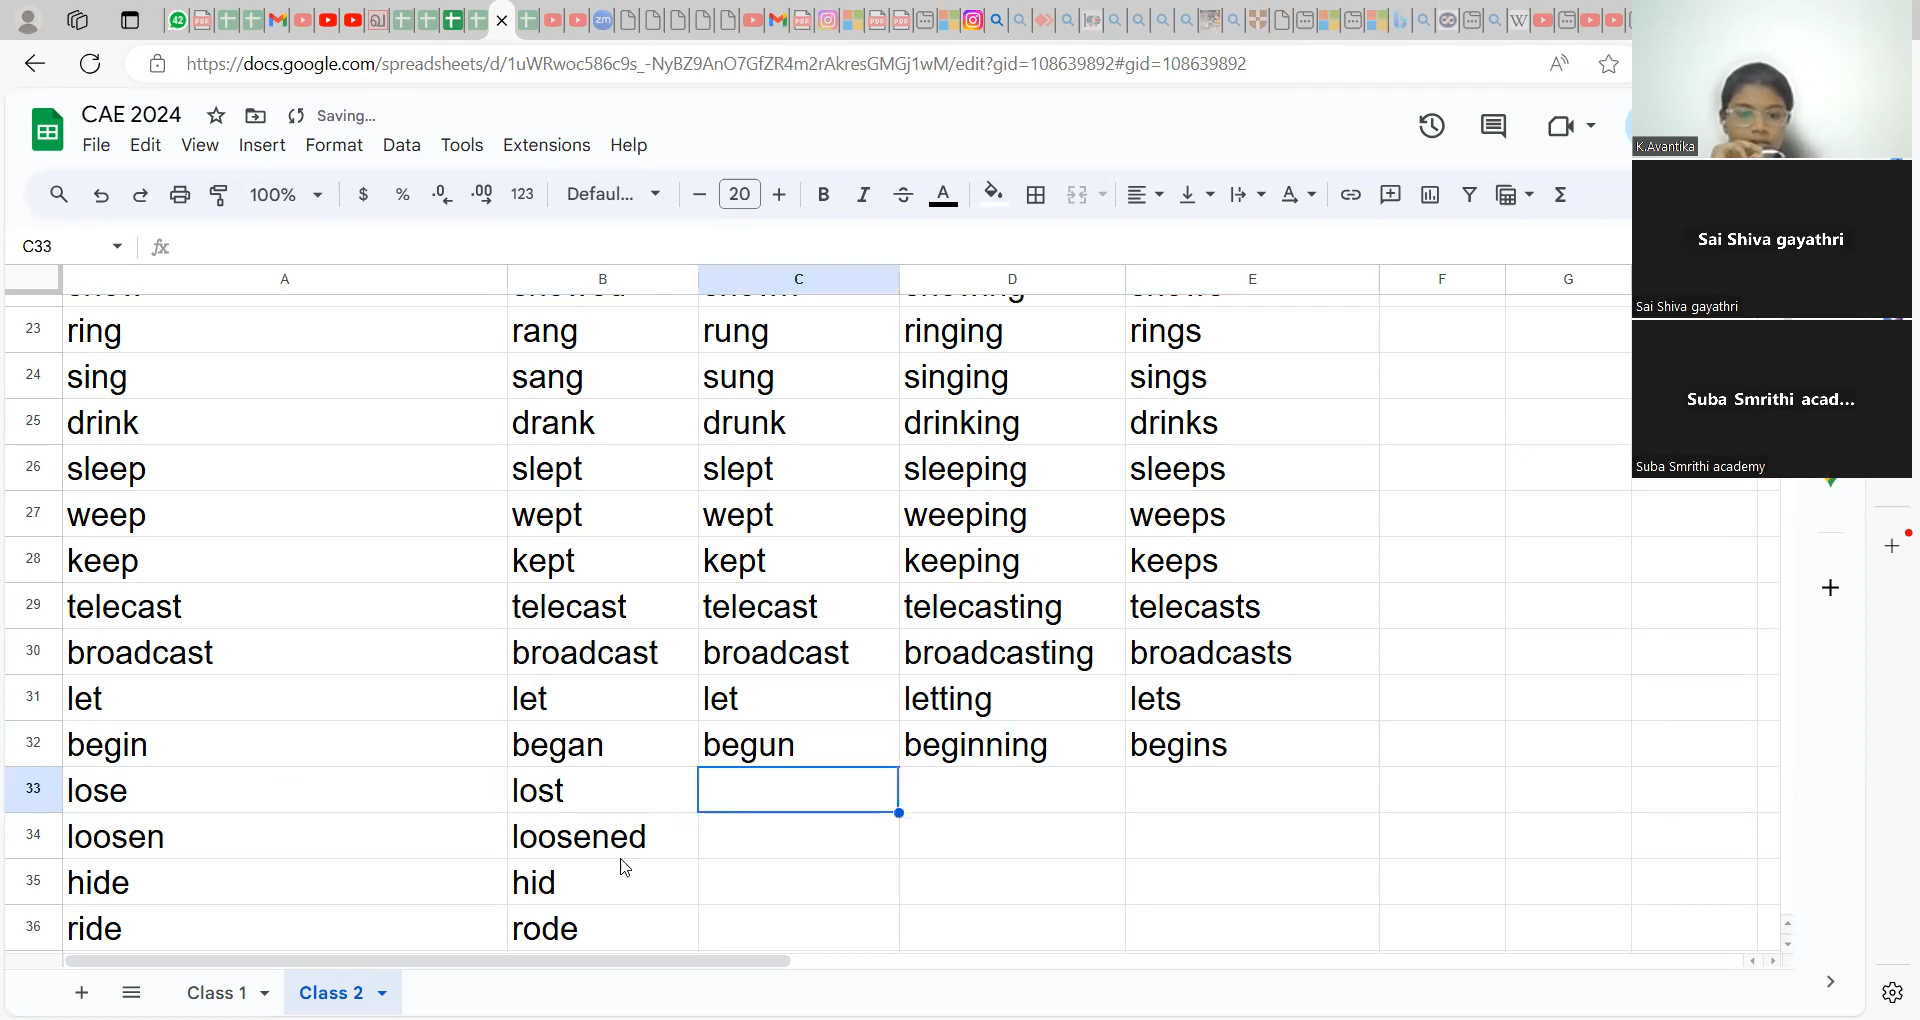 https://docs.google.com/spreadsheets/d/1uWRwoc586c9s_-NyBZ9AnO7GfZR4m2rAkresGMGj1wM/edit?gid=108639892#gid=108639892
CAE 2024 Saving...
File Edit View Insert Format Data Tools Extensions Help
100% $ % .0 .00 123 Defaul... 20 B I A
C33 fx
A B C D E F G
23 ring rang rung ringing rings
24 sing sang sung singing sings
25 drink drank drunk drinking drinks
26 sleep slept slept sleeping sleeps
27 weep wept wept weeping weeps
28 keep kept kept keeping keeps
29 telecast telecast telecast telecasting telecasts
30 broadcast broadcast broadcast broadcasting broadcasts
31 let let let letting lets
32 begin began begun beginning begins
33 lose lost
34 loosen loosened
35 hide hid
36 ride rode
Class 1 Class 2
K.Avantika
Sai Shiva gayathri
Sai Shiva gayathri
Suba Smrithi acad...
Suba Smrithi academy